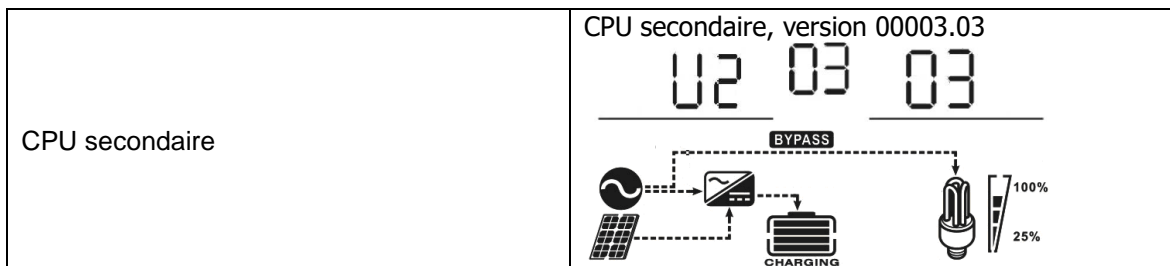 CPU secondaire
CPU secondaire, version 00003.03
U2 03 03
BYPASS
100%
25%
CHARGING